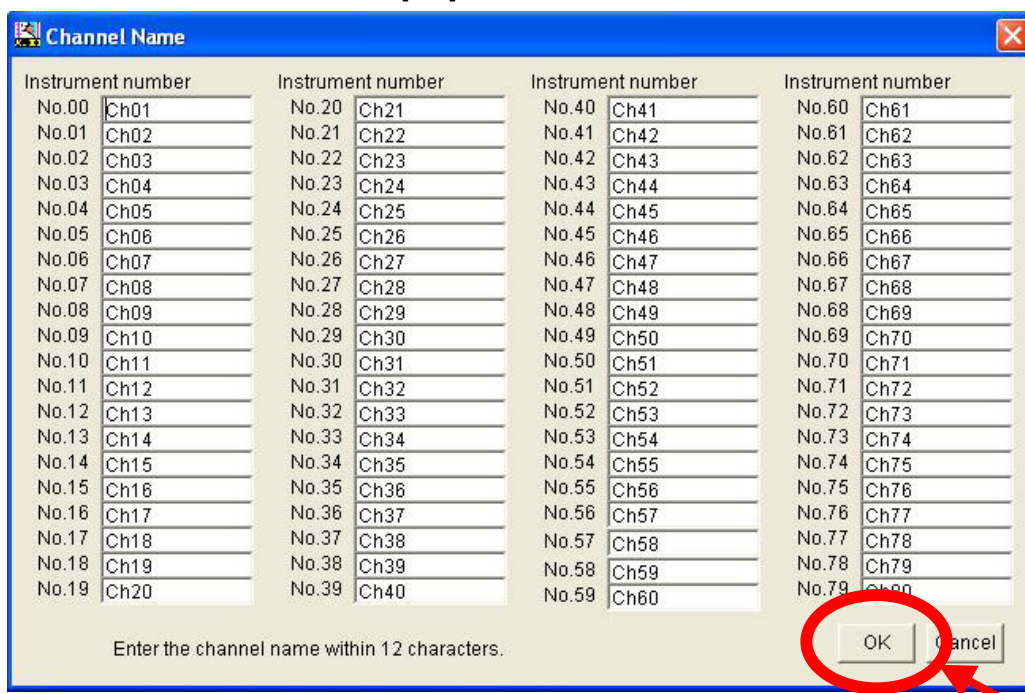 Channel Name
Instrument number Instrument number Instrument number Instrument number
No.00 Ch01 No.20 Ch21 No.40 Ch41 No.60 Ch61
No.01 Ch02 No.21 Ch22 No.41 Ch42 No.61 Ch62
No.02 Ch03 No.22 Ch23 No.42 Ch43 No.62 Ch63
No.03 Ch04 No.23 Ch24 No.43 Ch44 No.63 Ch64
No.04 Ch05 No.24 Ch25 No.44 Ch45 No.64 Ch65
No.05 Ch06 No.25 Ch26 No.45 Ch46 No.65 Ch66
No.06 Ch07 No.26 Ch27 No.46 Ch47 No.66 Ch67
No.07 Ch08 No.27 Ch28 No.47 Ch48 No.67 Ch68
No.08 Ch09 No.28 Ch29 No.48 Ch49 No.68 Ch69
No.09 Ch10 No.29 Ch30 No.49 Ch50 No.69 Ch70
No.10 Ch11 No.30 Ch31 No.50 Ch51 No.70 Ch71
No.11 Ch12 No.31 Ch32 No.51 Ch52 No.71 Ch72
No.12 Ch13 No.32 Ch33 No.52 Ch53 No.72 Ch73
No.13 Ch14 No.33 Ch34 No.53 Ch54 No.73 Ch74
No.14 Ch15 No.34 Ch35 No.54 Ch55 No.74 Ch75
No.15 Ch16 No.35 Ch36 No.55 Ch56 No.75 Ch76
No.16 Ch17 No.36 Ch37 No.56 Ch57 No.76 Ch77
No.17 Ch18 No.37 Ch38 No.57 Ch58 No.77 Ch78
No.18 Ch19 No.38 Ch39 No.58 Ch59 No.78 Ch79
No.19 Ch20 No.39 Ch40 No.59 Ch60 No.79
Enter the channel name within 12 characters.
OK Cancel